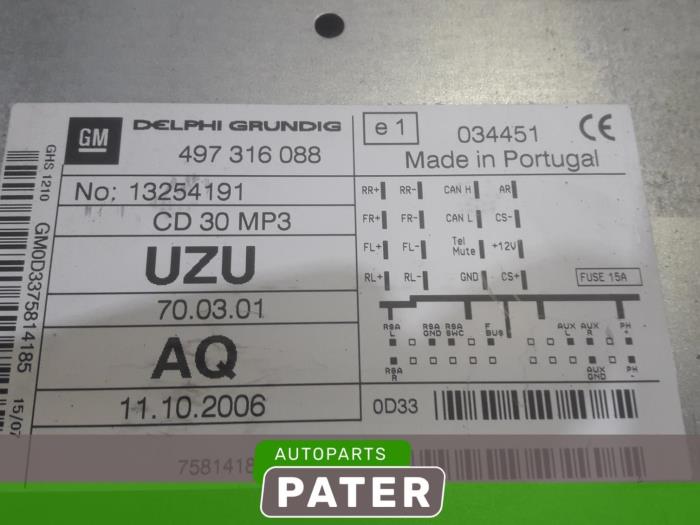 GM DELPHI GRUNDIG
497 316 088
e 1 034451 CE
Made in Portugal
No: 13254191
CD 30 MP3
UZU
70.03.01
AQ
11.10.2006
RR+ RR- CAN H AR
FR+ FR- CAN L CS-
FL+ FL- Tel Mute +12V
RL+ RL- GND CS+ FUSE 15A
RSA L RSA GND RSA SWC F BUS AUX L AUX R PH +
RSA R AUX GND PH -
0D33
GHS 1210
GM0D3375814185
15/07
AUTOPARTS
PATER